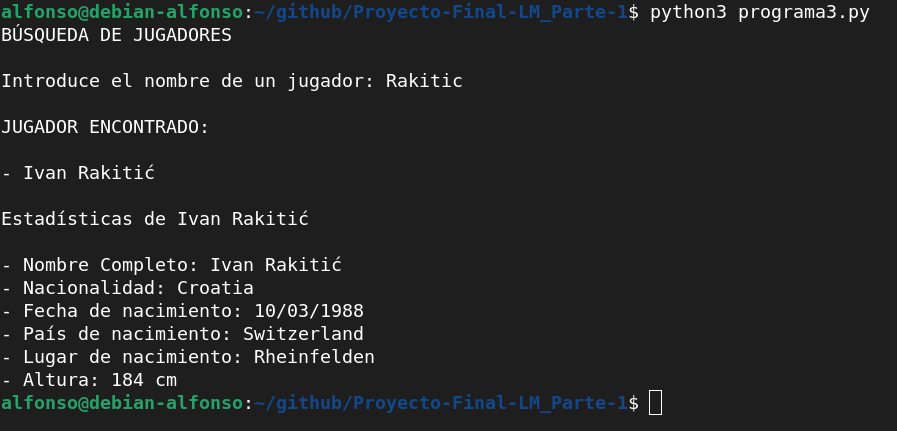 alfonso@debian-alfonso:~/github/Proyecto-Final-LM_Parte-1$ python3 programa3.py
BÚSQUEDA DE JUGADORES
Introduce el nombre de un jugador: Rakitic
JUGADOR ENCONTRADO:
- Ivan Rakitić
Estadísticas de Ivan Rakitić
- Nombre Completo: Ivan Rakitić
- Nacionalidad: Croatia
- Fecha de nacimiento: 10/03/1988
- País de nacimiento: Switzerland
- Lugar de nacimiento: Rheinfelden
- Altura: 184 cm
alfonso@debian-alfonso:~/github/Proyecto-Final-LM_Parte-1$